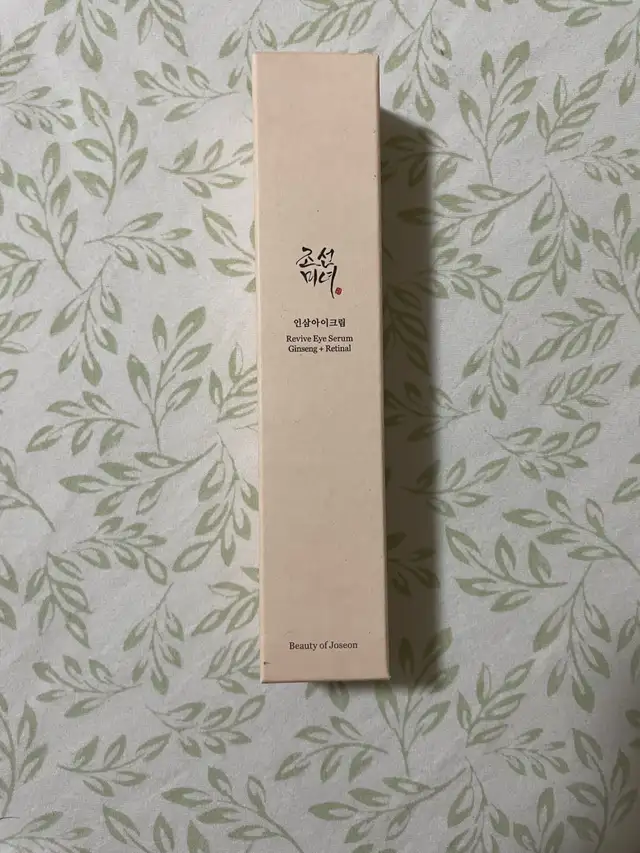 조선
미녀
인삼아이크림
Revive Eye Serum
Ginseng + Retinal
Beauty of Joseon